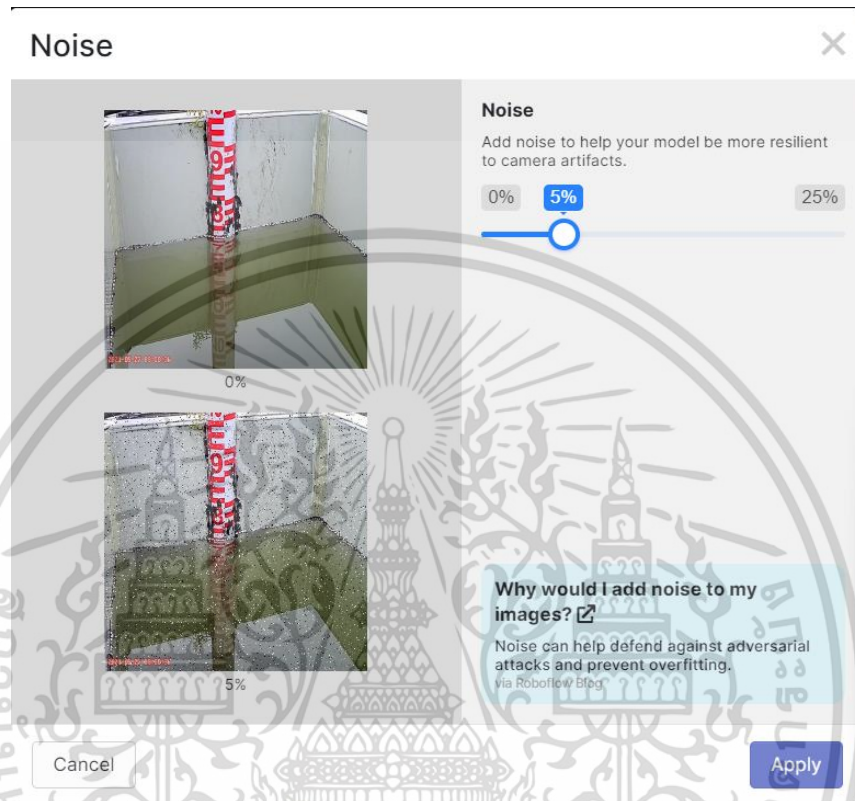 Noise
Noise
Add noise to help your model be more resilient
to camera artifacts.
0%
5%
25%
0%
5%
Why would I add noise to my
images?
Noise can help defend against adversarial
attacks and prevent overfitting.
via Roboflow Blog
Cancel
Apply